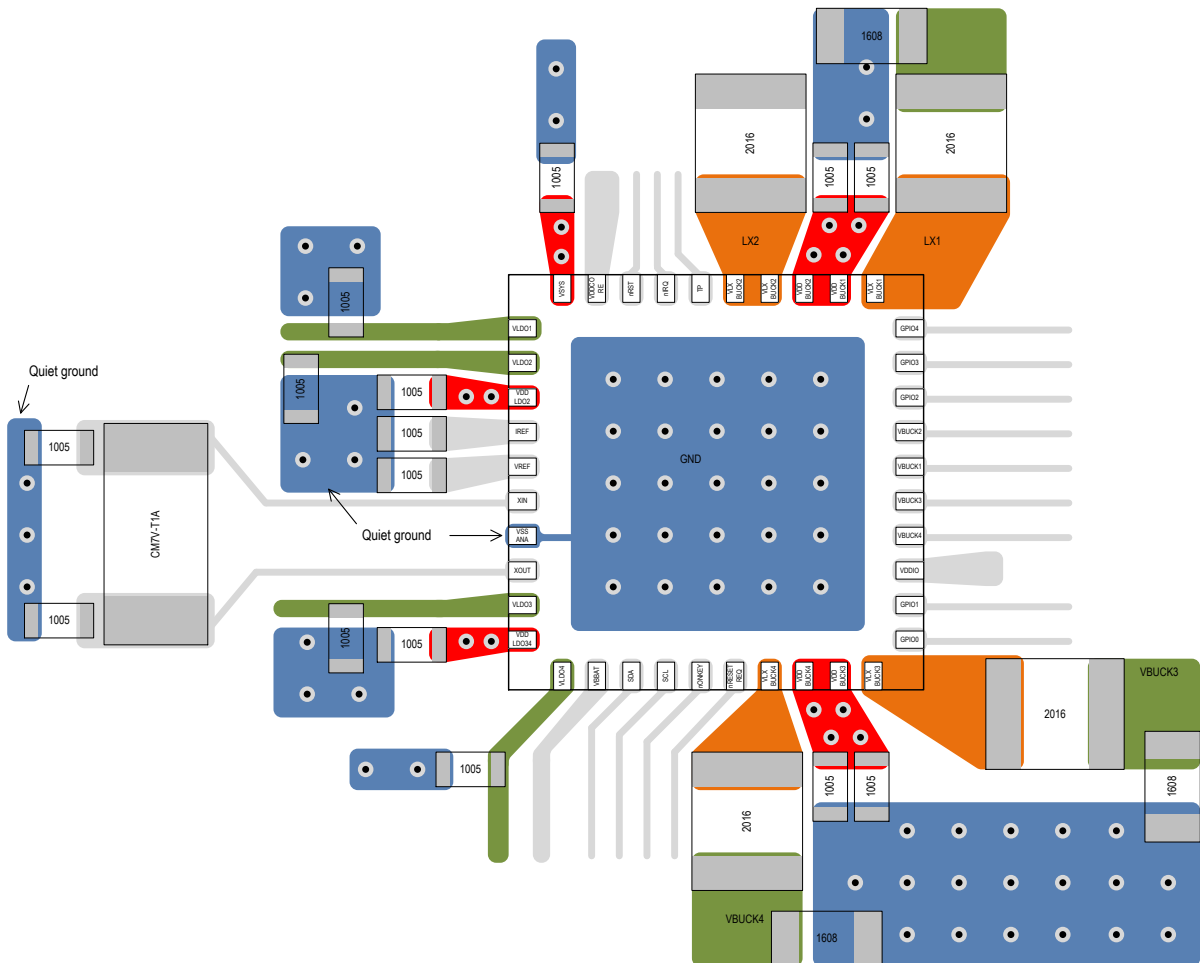 1608
2016
2016
1005
1005
1005
LX2
LX1
VSYS
VDDCO
RE
nRST
nIRQ
TP
VLX
BUCK2
VLX
BUCK2
VDD
BUCK2
VDD
BUCK1
VLX
BUCK1
1005
VLDO1
VLDO2
1005
VDD
LDO2
1005
IREF
1005
VREF
1005
XIN
VSS
ANA
XOUT
VLDO3
VDD
LDO34
1005
1005
Quiet ground
1005
CM7V-T1A
1005
Quiet ground
GND
GPIO4
GPIO3
GPIO2
VBUCK2
VBUCK1
VBUCK3
VBUCK4
VDDIO
GPIO1
GPIO0
VLDO4
VBBAT
SDA
SCL
nONKEY
nRESET
REQ
VLX
BUCK4
VDD
BUCK4
VDD
BUCK3
VLX
BUCK3
VBUCK3
2016
1005
1005
1005
1608
2016
VBUCK4
1608